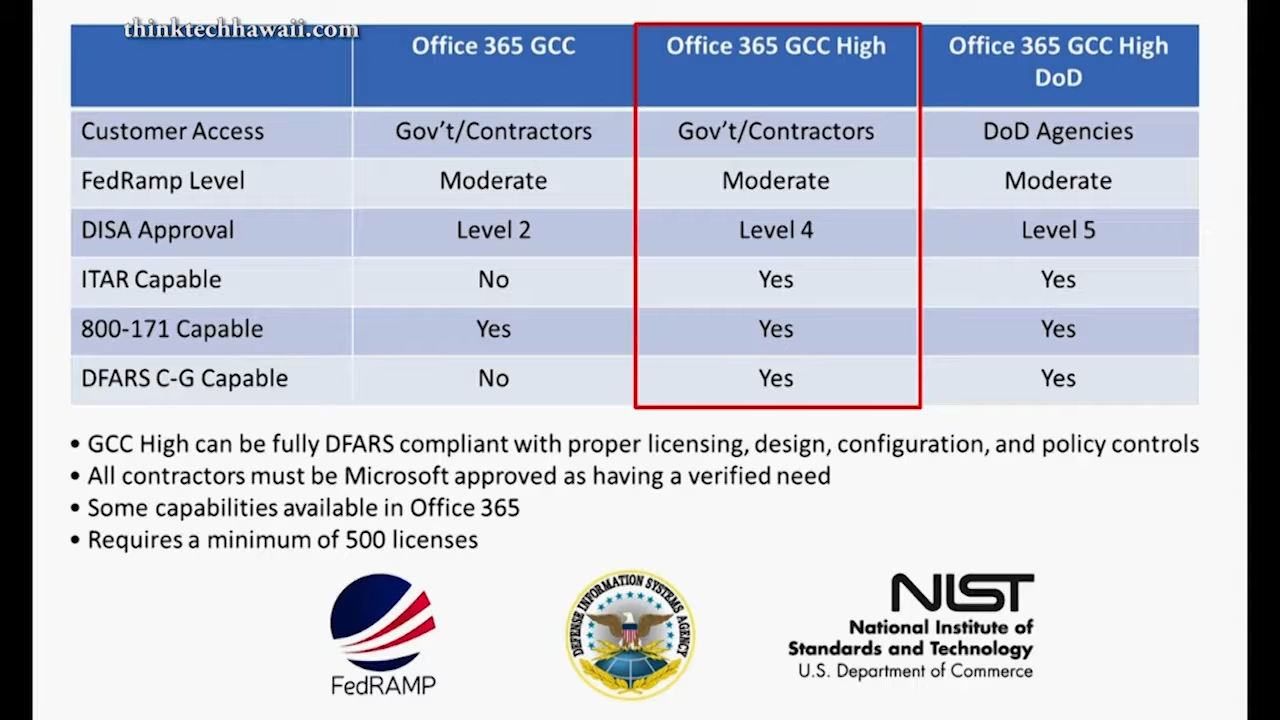 thinktechhawaii.com
Office 365 GCC
Office 365 GCC High
Office 365 GCC High
DoD
Customer Access
Gov’t/Contractors
Gov’t/Contractors
DoD Agencies
FedRamp Level
Moderate
Moderate
Moderate
DISA Approval
Level 2
Level 4
Level 5
ITAR Capable
No
Yes
Yes
800-171 Capable
Yes
Yes
Yes
DFARS C-G Capable
No
Yes
Yes
• GCC High can be fully DFARS compliant with proper licensing, design, configuration, and policy controls
• All contractors must be Microsoft approved as having a verified need
• Some capabilities available in Office 365
• Requires a minimum of 500 licenses
FedRAMP
DEFENSE INFORMATION SYSTEMS AGENCY
NIST
National Institute of
Standards and Technology
U.S. Department of Commerce